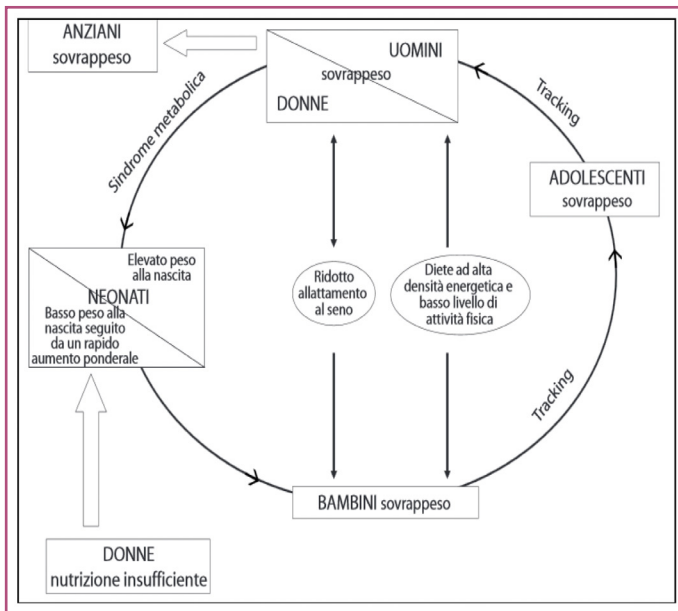 ANZIANI
sovrappeso
UOMINI
sovrappeso
DONNE
Sindrome metabolica
Tracking
ADOLESCENTI
sovrappeso
Elevato peso
alla nascita
NEONATI
Basso peso alla
nascita seguito
da un rapido
aumento ponderale
Ridotto
allattamento
al seno
Diete ad alta
densità energetica e
basso livello di
attività fisica
Tracking
BAMBINI sovrappeso
DONNE
nutrizione insufficiente